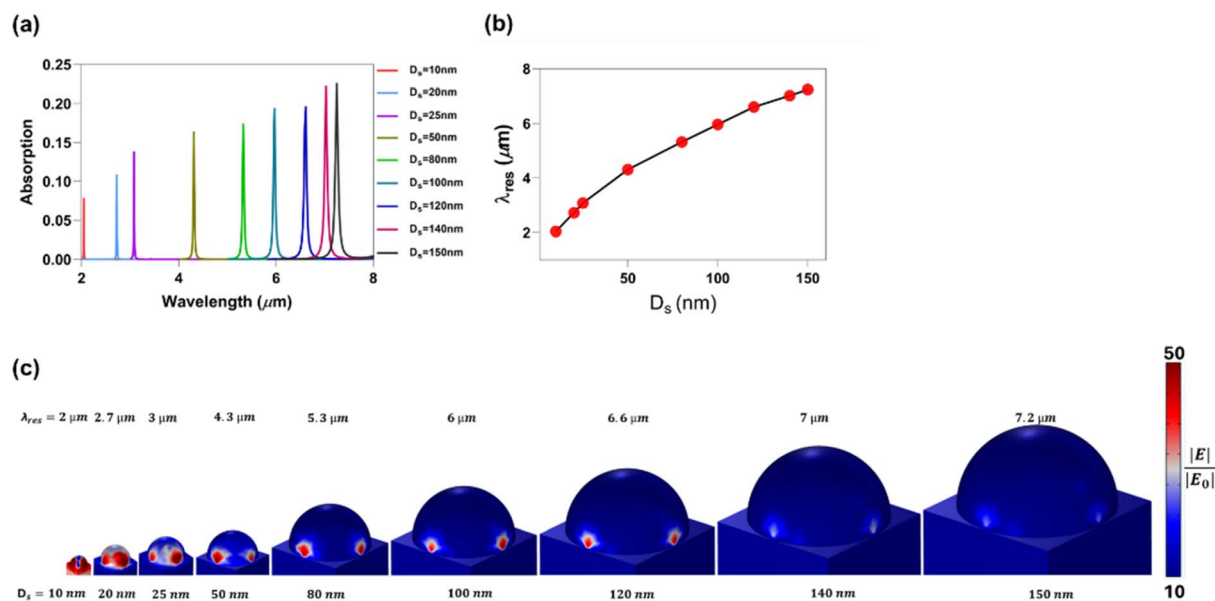 (a)
0.25
0.20
0.15
0.10
0.05
0.00
Absorption
2
4
6
8
Wavelength (μm)
Dₛ=10nm
Dₛ=20nm
Dₛ=25nm
Dₛ=50nm
Dₛ=80nm
Dₛ=100nm
Dₛ=120nm
Dₛ=140nm
Dₛ=150nm
(b)
8
6
4
2
λres (μm)
50
100
150
Dₛ (nm)
(c)
λres = 2 μm 2.7 μm 3 μm 4.3 μm 5.3 μm 6 μm 6.6 μm 7 μm 7.2 μm
Dₛ = 10 nm 20 nm 25 nm 50 nm 80 nm 100 nm 120 nm 140 nm 150 nm
50
|E|
|E₀|
10